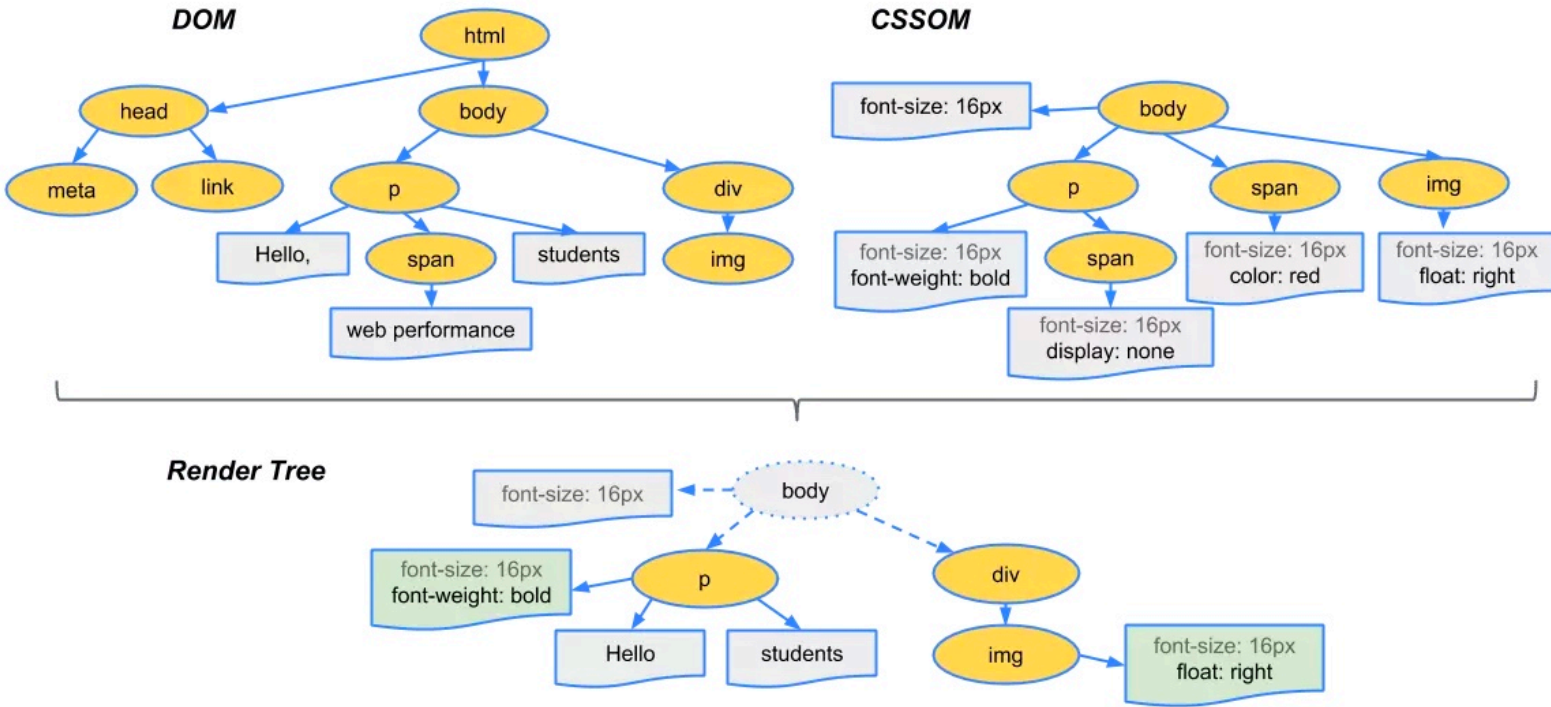 DOM
html
head
body
meta
link
p
div
Hello,
span
students
img
web performance
CSSOM
font-size: 16px
body
p
span
img
font-size: 16px
font-weight: bold
span
font-size: 16px
color: red
font-size: 16px
float: right
font-size: 16px
display: none
Render Tree
font-size: 16px
body
font-size: 16px
font-weight: bold
p
div
Hello
students
img
font-size: 16px
float: right